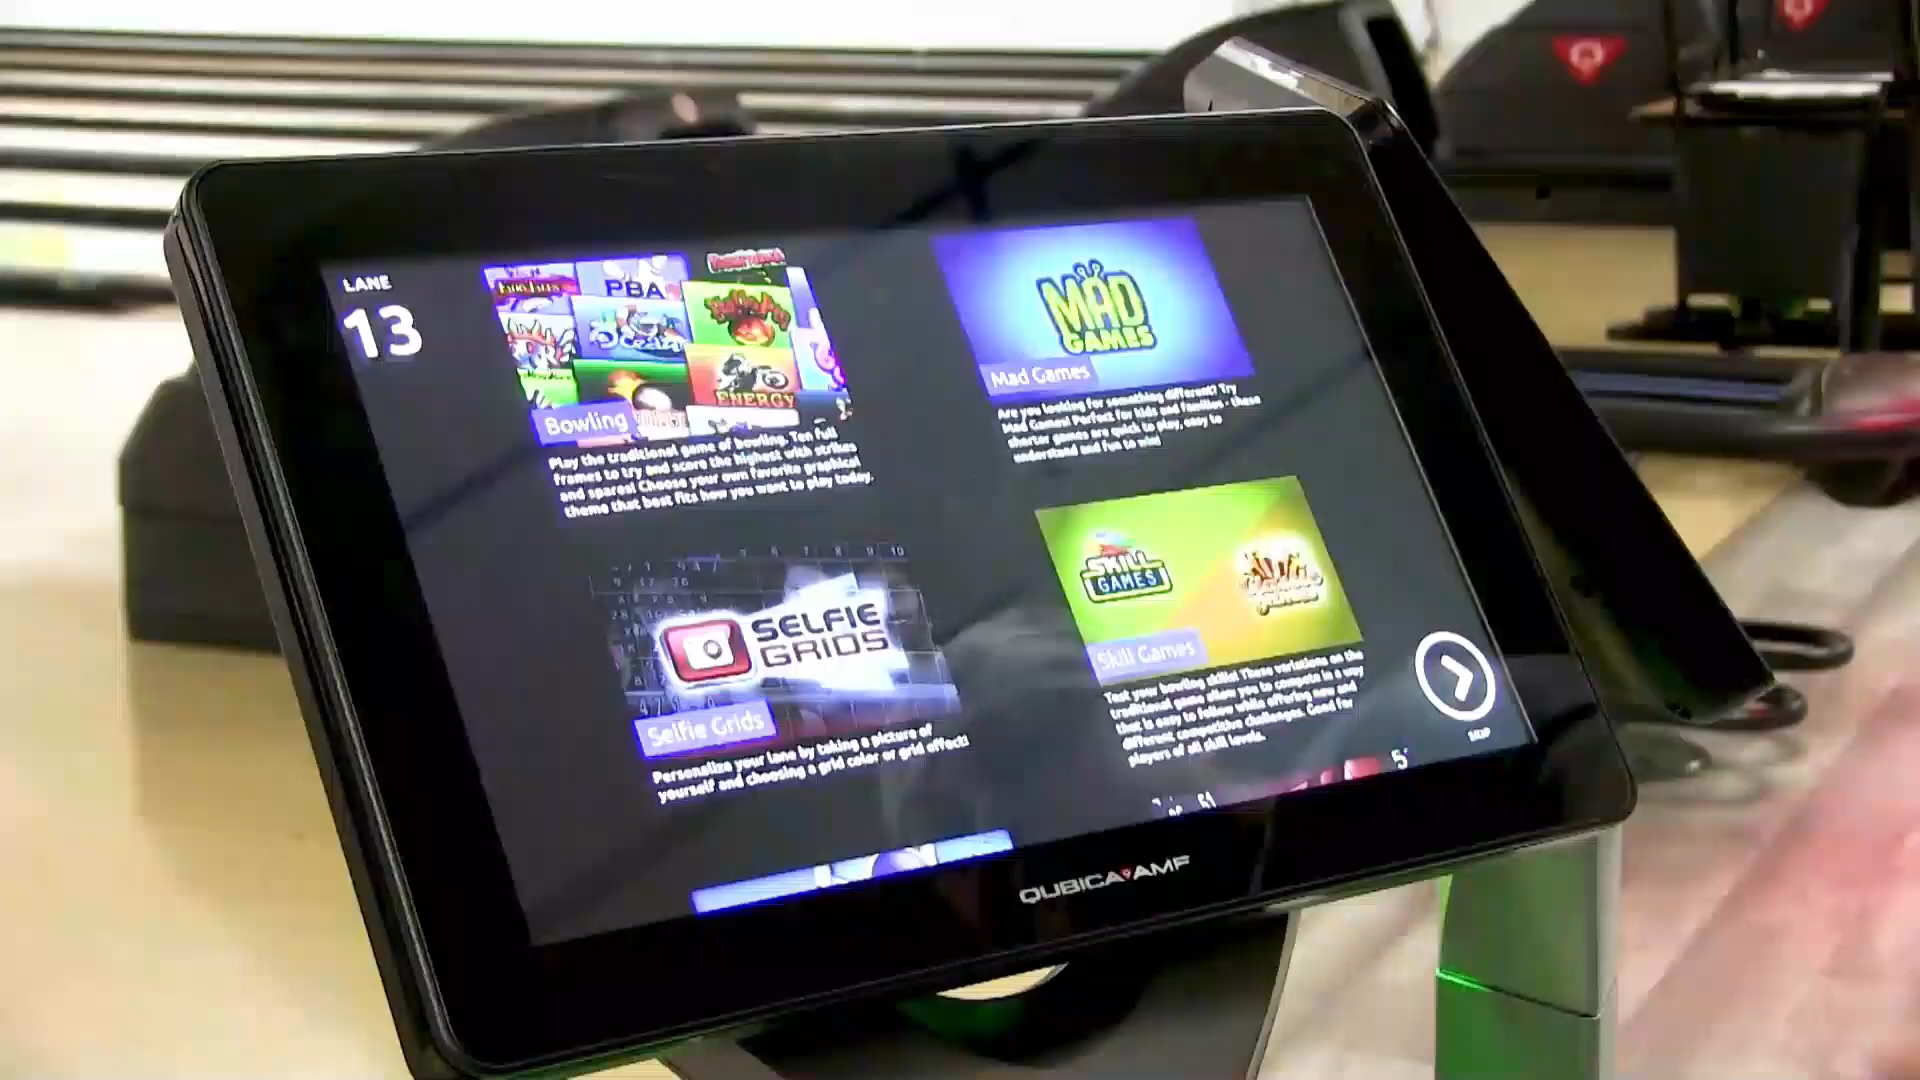 LANE
13
PBA
ENERGY
Bowling
Play the traditional game of bowling. Ten full
frames to try and score the highest with strikes
and spares! Choose your own favorite graphical
theme that best fits how you want to play today.
MAD
GAMES
Mad Games
Are you looking for something different? Try
Mad Games! Perfect for kids and families - these
shorter games are quick to play, easy to
understand and fun to win!
SELFIE
GRIDS
Selfie Grids
Personalize your lane by taking a picture of
yourself and choosing a grid color or grid effect!
SKILL
GAMES
Skill Games
Test your bowling skills! These variations on the
traditional game allow you to compete in a way
that is easy to follow while offering new and
different competitive challenges. Good for
players of all skill levels.
SKIP
QUBICA AMF